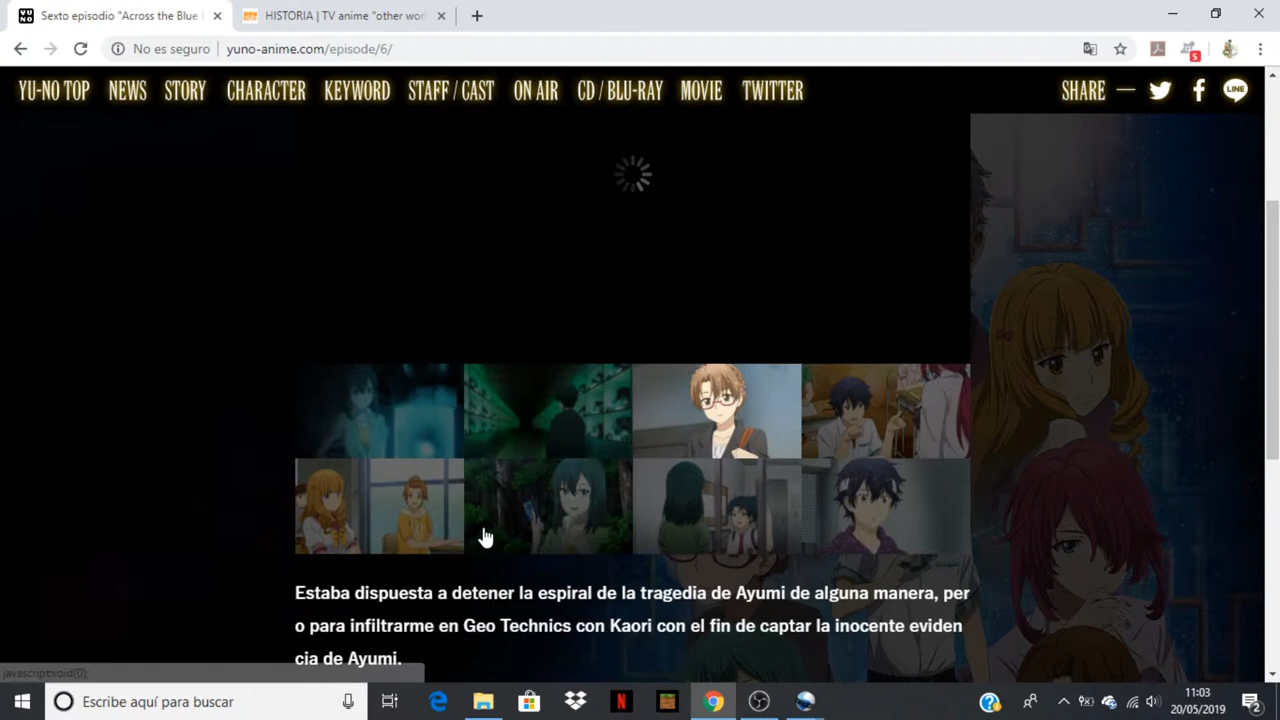 Sexto episodio "Across the Blue
HISTORIA | TV anime "other wor
No es seguro
yuno-anime.com/episode/6/
5
YU-NO TOP NEWS STORY CHARACTER KEYWORD STAFF / CAST ON AIR CD / BLU-RAY MOVIE TWITTER
SHARE
LINE
Estaba dispuesta a detener la espiral de la tragedia de Ayumi de alguna manera, per
o para infiltrarme en Geo Technics con Kaori con el fin de captar la inocente eviden
cia de Ayumi.
javascript:void(0);
Escribe aquí para buscar
11:03
20/05/2019
2